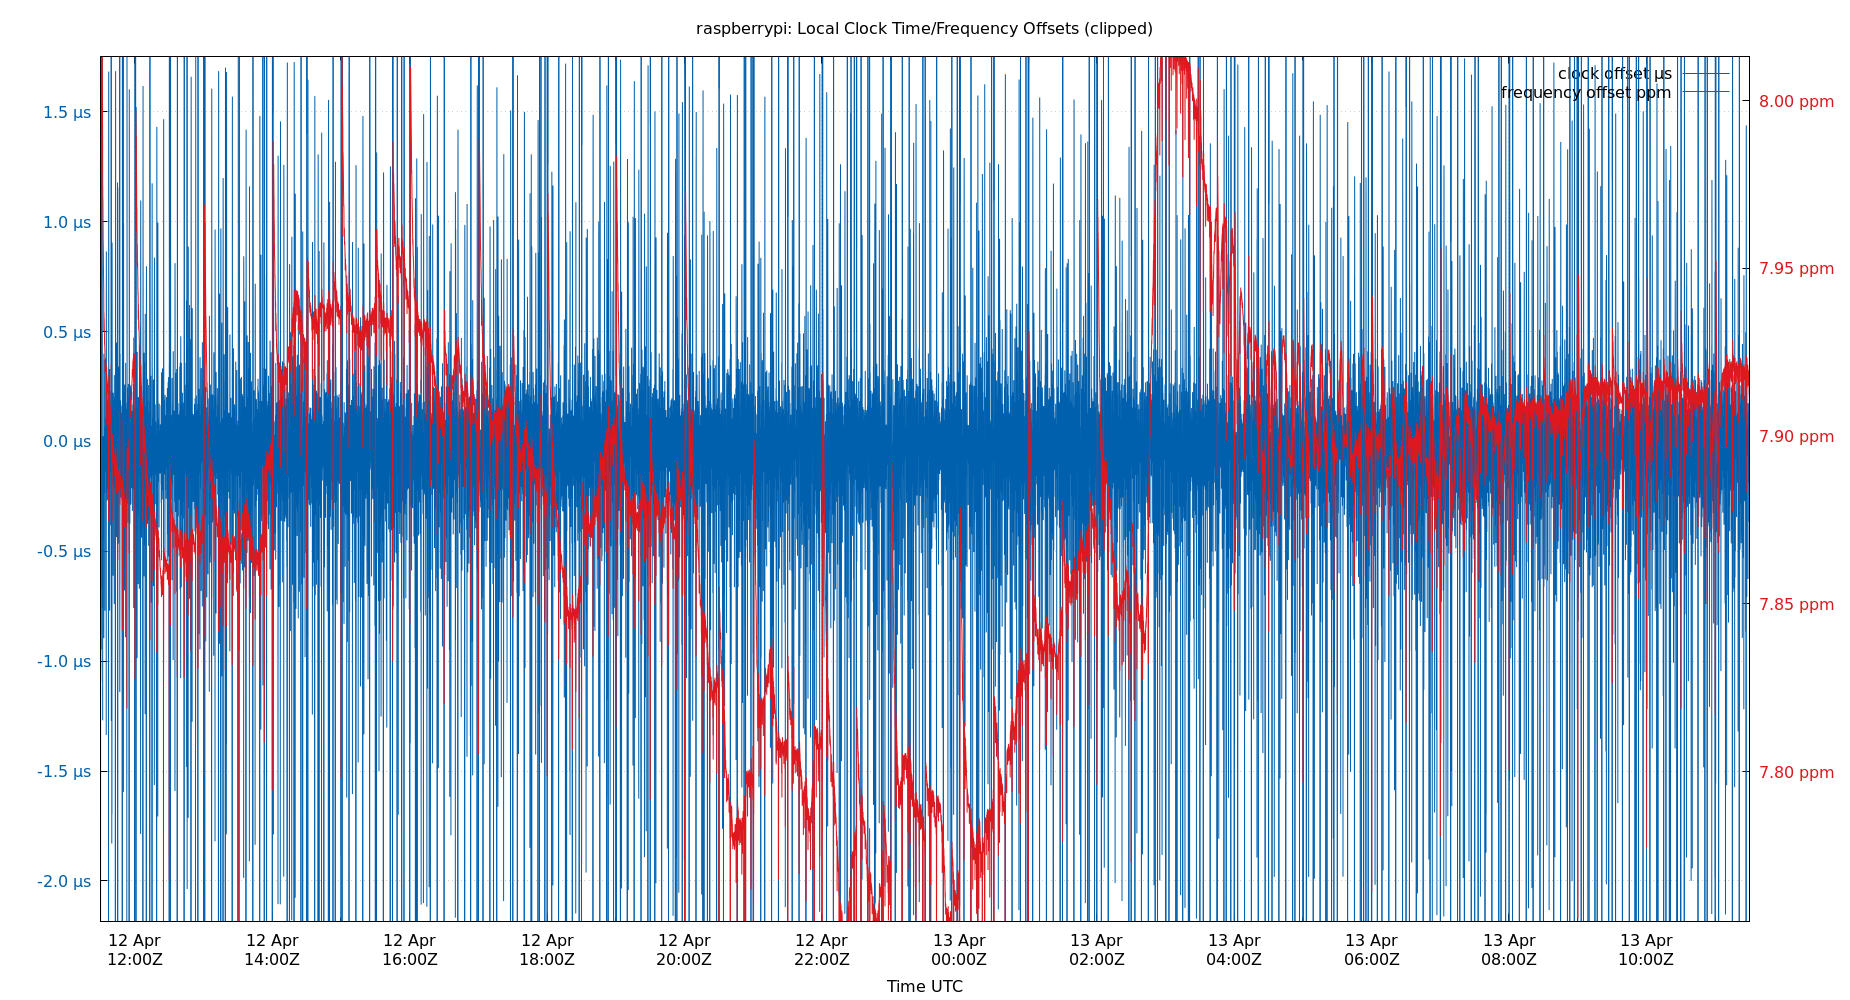 raspberrypi: Local Clock Time/Frequency Offsets (clipped)
clock offset µs
frequency offset ppm
1.5 µs
1.0 µs
0.5 µs
0.0 µs
-0.5 µs
-1.0 µs
-1.5 µs
-2.0 µs
8.00 ppm
7.95 ppm
7.90 ppm
7.85 ppm
7.80 ppm
12 Apr 12 Apr 12 Apr 12 Apr 12 Apr 12 Apr 13 Apr 13 Apr 13 Apr 13 Apr 13 Apr 13 Apr
12:00Z 14:00Z 16:00Z 18:00Z 20:00Z 22:00Z 00:00Z 02:00Z 04:00Z 06:00Z 08:00Z 10:00Z
Time UTC